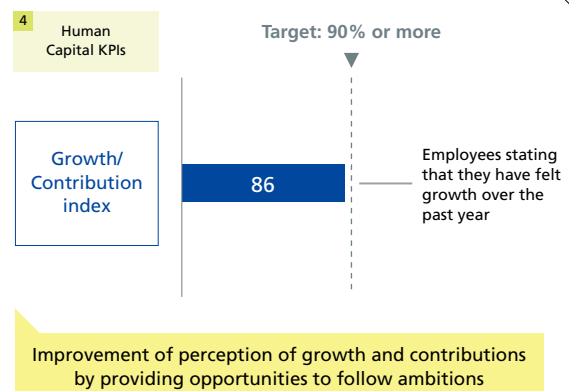 4
Human
Capital KPIs
Target: 90% or more
Growth/
Contribution
index
86
Employees stating
that they have felt
growth over the
past year
Improvement of perception of growth and contributions
by providing opportunities to follow ambitions